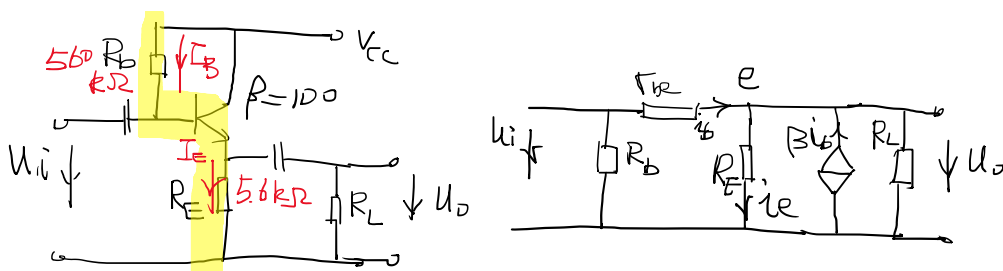 560
kΩ
Rb
IB
VCC
β=100
Ui
IE
RE
5.6kΩ
RL
Uo
Ui
Rb
rbe
ib
e
RE
ie
βib
RL
Uo